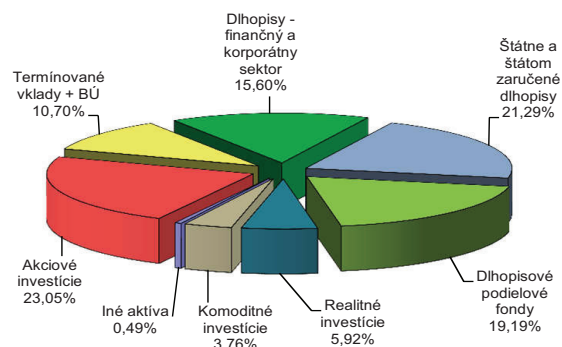 Dlhopisy -
finančný a
korporátny
sektor
15,60%
Štátne a
štátom
zaručené
dlhopisy
21,29%
Termínované
vklady + BÚ
10,70%
Akciové
investície
23,05%
Iné aktíva
0,49%
Komoditné
investície
3,76%
Realitné
investície
5,92%
Dlhopisové
podielové
fondy
19,19%